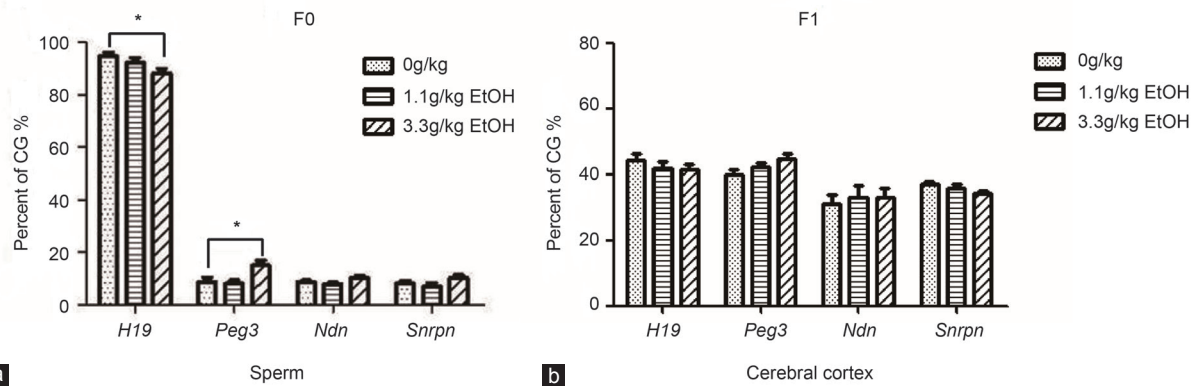 F0
*
100
80
60
40
20
0
Percent of CG %
*
0g/kg
1.1g/kg EtOH
3.3g/kg EtOH
H19 Peg3 Ndn Snrpn
Sperm
a
F1
80
60
40
20
0
Percent of CG %
0g/kg
1.1g/kg EtOH
3.3g/kg EtOH
H19 Peg3 Ndn Snrpn
Cerebral cortex
b